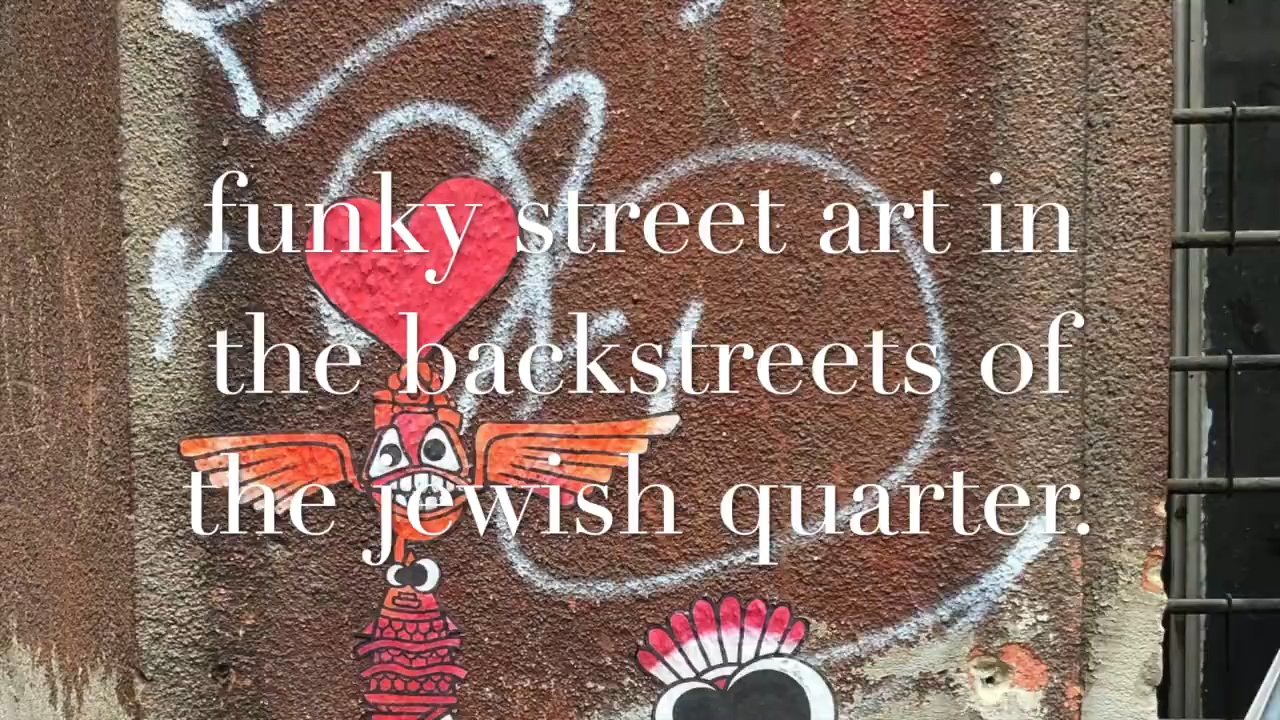 funky street art in
the backstreets of
the jewish quarter.